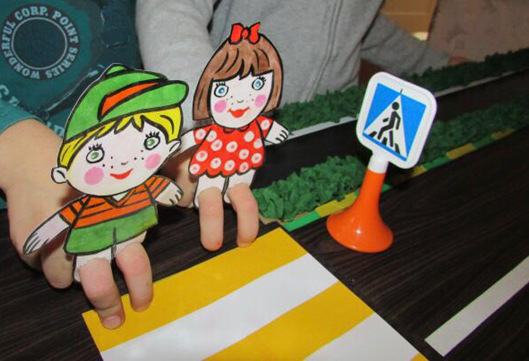 WONDERFUL CORP. POINT SERIES